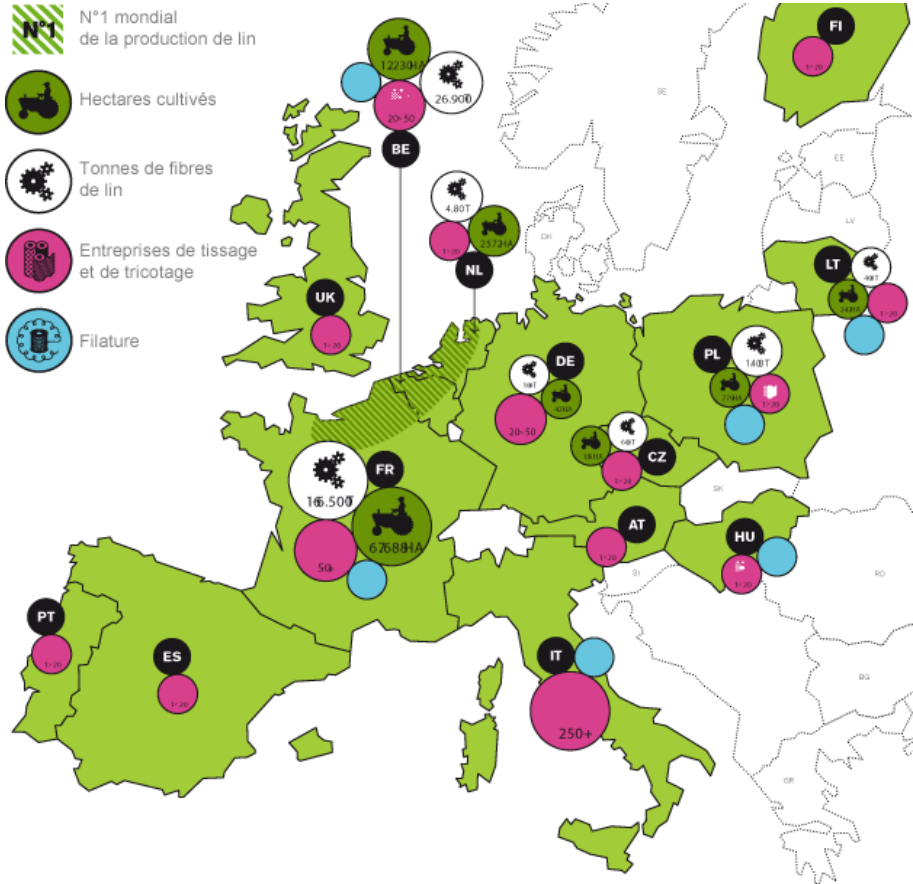 N°1
N°1 mondial
de la production de lin
Hectares cultivés
Tonnes de fibres
de lin
Entreprises de tissage
et de tricotage
Filature
12230HA
26.900T
20>50
BE
4.80T
2572HA
1>20
NL
FI
1>20
SE
EE
LV
DK
LT
1>20
UK
1>20
DE
20>50
PL
1>20
CZ
1>20
SK
FR
67688HA
50+
AT
1>20
HU
1>20
SI
RO
PT
1>20
ES
1>20
IT
250+
BG
GR